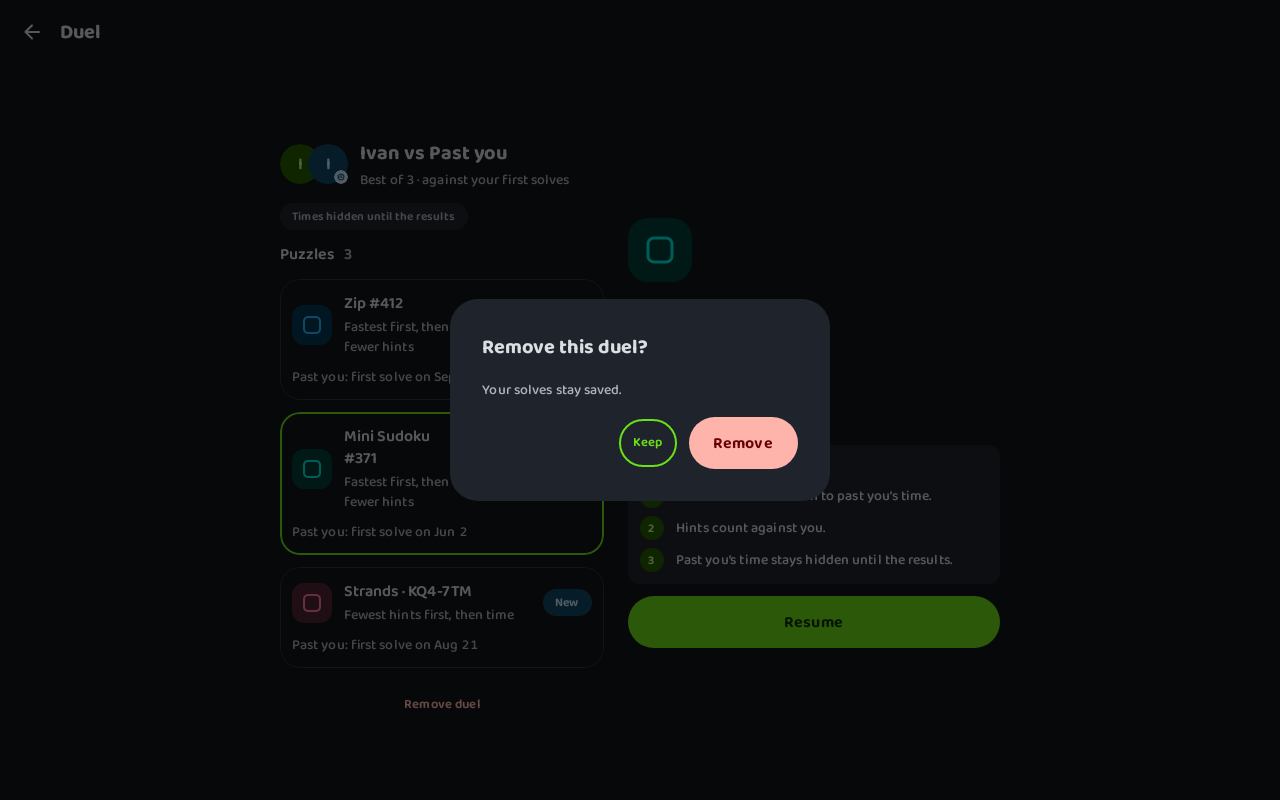 Duel
I I
Ivan vs Past you
Best of 3 · against your first solves
Times hidden until the results
Puzzles 3
Zip #412
Fastest first, then
fewer hints
Past you: first solve on
Mini Sudoku
#371
Fastest first, then
fewer hints
Past you: first solve on Jun 2
Strands · KQ4-7TM
Fewest hints first, then time
New
Past you: first solve on Aug 21
Remove duel
Remove this duel?
Your solves stay saved.
Keep
Remove
to past you's time.
2 Hints count against you.
3 Past you's time stays hidden until the results.
Resume